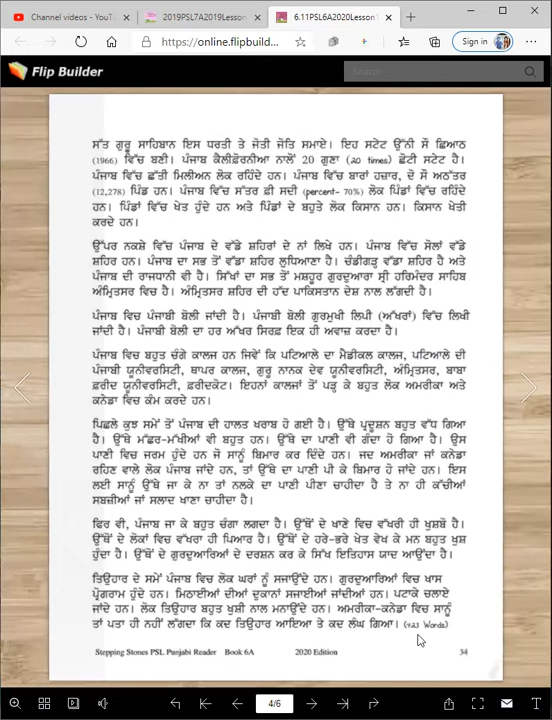 Channel videos - YouTube
2019PSL7A2019Lesson
6.11PSL6A2020Lesson1
https://online.flipbuild...
Sign in
Flip Builder
Search ...
ਸੱਤ ਗੁਰੂ ਸਾਹਿਬਾਨ ਇਸ ਧਰਤੀ ਤੇ ਜੋਤੀ ਜੋਤਿ ਸਮਾਏ। ਇਹ ਸਟੇਟ ਉੱਨੀ ਸੌ ਛਿਆਠ
(1966) ਵਿੱਚ ਬਣੀ। ਪੰਜਾਬ ਕੈਲੀਫ਼ੋਰਨੀਆ ਨਾਲੋਂ 20 ਗੁਣਾ (20 times) ਛੋਟੀ ਸਟੇਟ ਹੈ।
ਪੰਜਾਬ ਵਿੱਚ ਛੱਤੀ ਮਿਲੀਅਨ ਲੋਕ ਰਹਿੰਦੇ ਹਨ। ਪੰਜਾਬ ਵਿੱਚ ਬਾਰਾਂ ਹਜ਼ਾਰ, ਦੋ ਸੌ ਅਠੱਤਰ
(12,278) ਪਿੰਡ ਹਨ। ਪੰਜਾਬ ਵਿੱਚ ਸੱਤਰ ਫ਼ੀ ਸਦੀ (percent- 70%) ਲੋਕ ਪਿੰਡਾਂ ਵਿੱਚ ਰਹਿੰਦੇ
ਹਨ। ਪਿੰਡਾਂ ਵਿੱਚ ਖੇਤ ਹੁੰਦੇ ਹਨ ਅਤੇ ਪਿੰਡਾਂ ਦੇ ਬਹੁਤੇ ਲੋਕ ਕਿਸਾਨ ਹਨ। ਕਿਸਾਨ ਖੇਤੀ
ਕਰਦੇ ਹਨ।
ਉੱਪਰ ਨਕਸ਼ੇ ਵਿੱਚ ਪੰਜਾਬ ਦੇ ਵੱਡੇ ਸ਼ਹਿਰਾਂ ਦੇ ਨਾਂ ਲਿਖੇ ਹਨ। ਪੰਜਾਬ ਵਿੱਚ ਸੋਲਾਂ ਵੱਡੇ
ਸ਼ਹਿਰ ਹਨ। ਪੰਜਾਬ ਦਾ ਸਭ ਤੋਂ ਵੱਡਾ ਸ਼ਹਿਰ ਲੁਧਿਆਣਾ ਹੈ। ਚੰਡੀਗੜ੍ਹ ਵੱਡਾ ਸ਼ਹਿਰ ਹੈ ਅਤੇ
ਪੰਜਾਬ ਦੀ ਰਾਜਧਾਨੀ ਵੀ ਹੈ। ਸਿੱਖਾਂ ਦਾ ਸਭ ਤੋਂ ਮਸ਼ਹੂਰ ਗੁਰਦੁਆਰਾ ਸ੍ਰੀ ਹਰਿਮੰਦਰ ਸਾਹਿਬ
ਅੰਮ੍ਰਿਤਸਰ ਵਿਚ ਹੈ। ਅੰਮ੍ਰਿਤਸਰ ਸ਼ਹਿਰ ਦੀ ਹੱਦ ਪਾਕਿਸਤਾਨ ਦੇਸ਼ ਨਾਲ ਲੱਗਦੀ ਹੈ।
ਪੰਜਾਬ ਵਿਚ ਪੰਜਾਬੀ ਬੋਲੀ ਜਾਂਦੀ ਹੈ। ਪੰਜਾਬੀ ਬੋਲੀ ਗੁਰਮੁਖੀ ਲਿਪੀ (ਅੱਖਰਾਂ) ਵਿੱਚ ਲਿਖੀ
ਜਾਂਦੀ ਹੈ। ਪੰਜਾਬੀ ਬੋਲੀ ਦਾ ਹਰ ਅੱਖਰ ਸਿਰਫ਼ ਇਕ ਹੀ ਅਵਾਜ਼ ਕਰਦਾ ਹੈ।
ਪੰਜਾਬ ਵਿਚ ਬਹੁਤ ਚੰਗੇ ਕਾਲਜ ਹਨ ਜਿਵੇਂ ਕਿ ਪਟਿਆਲੇ ਦਾ ਮੈਡੀਕਲ ਕਾਲਜ, ਪਟਿਆਲੇ ਦੀ
ਪੰਜਾਬੀ ਯੂਨੀਵਰਸਿਟੀ, ਥਾਪਰ ਕਾਲਜ, ਗੁਰੂ ਨਾਨਕ ਦੇਵ ਯੂਨੀਵਰਸਿਟੀ, ਅੰਮ੍ਰਿਤਸਰ, ਬਾਬਾ
ਫ਼ਰੀਦ ਯੂਨੀਵਰਸਿਟੀ, ਫ਼ਰੀਦਕੋਟ। ਇਹਨਾਂ ਕਾਲਜਾਂ ਤੋਂ ਪੜ੍ਹ ਕੇ ਬਹੁਤ ਲੋਕ ਅਮਰੀਕਾ ਅਤੇ
ਕਨੇਡਾ ਵਿਚ ਕੰਮ ਕਰਦੇ ਹਨ।
ਪਿਛਲੇ ਕੁਝ ਸਮੇਂ ਤੋਂ ਪੰਜਾਬ ਦੀ ਹਾਲਤ ਖਰਾਬ ਹੋ ਗਈ ਹੈ। ਉੱਥੇ ਪ੍ਰਦੂਸ਼ਨ ਬਹੁਤ ਵੱਧ ਗਿਆ
ਹੈ। ਉੱਥੇ ਮੱਛਰ-ਮੱਖੀਆਂ ਵੀ ਬਹੁਤ ਹਨ। ਉੱਥੇ ਦਾ ਪਾਣੀ ਵੀ ਗੰਦਾ ਹੋ ਗਿਆ ਹੈ। ਉਸ
ਪਾਣੀ ਵਿਚ ਜਰਮ ਹੁੰਦੇ ਹਨ ਜੋ ਸਾਨੂੰ ਬਿਮਾਰ ਕਰ ਦਿੰਦੇ ਹਨ। ਜਦ ਅਮਰੀਕਾ ਜਾਂ ਕਨੇਡਾ
ਰਹਿਣ ਵਾਲੇ ਲੋਕ ਪੰਜਾਬ ਜਾਂਦੇ ਹਨ, ਤਾਂ ਉੱਥੇ ਦਾ ਪਾਣੀ ਪੀ ਕੇ ਬਿਮਾਰ ਹੋ ਜਾਂਦੇ ਹਨ। ਇਸ
ਲਈ ਸਾਨੂੰ ਉੱਥੇ ਜਾ ਕੇ ਨਾ ਤਾਂ ਨਲਕੇ ਦਾ ਪਾਣੀ ਪੀਣਾ ਚਾਹੀਦਾ ਹੈ ਤੇ ਨਾ ਹੀ ਕੱਚੀਆਂ
ਸਬਜ਼ੀਆਂ ਜਾਂ ਸਲਾਦ ਖਾਣਾ ਚਾਹੀਦਾ ਹੈ।
ਫਿਰ ਵੀ, ਪੰਜਾਬ ਜਾ ਕੇ ਬਹੁਤ ਚੰਗਾ ਲਗਦਾ ਹੈ। ਉੱਥੋਂ ਦੇ ਖਾਣੇ ਵਿਚ ਵੱਖਰੀ ਹੀ ਖੁਸ਼ਬੋ ਹੈ।
ਉੱਥੋਂ ਦੇ ਲੋਕਾਂ ਵਿਚ ਵੱਖਰਾ ਹੀ ਪਿਆਰ ਹੈ। ਉੱਥੋਂ ਦੇ ਹਰੇ-ਭਰੇ ਖੇਤ ਵੇਖ ਕੇ ਮਨ ਬਹੁਤ ਖੁਸ਼
ਹੁੰਦਾ ਹੈ। ਉੱਥੋਂ ਦੇ ਗੁਰਦੁਆਰਿਆਂ ਦੇ ਦਰਸ਼ਨ ਕਰ ਕੇ ਸਿੱਖ ਇਤਿਹਾਸ ਯਾਦ ਆਉਂਦਾ ਹੈ।
ਤਿਉਹਾਰ ਦੇ ਸਮੇਂ ਪੰਜਾਬ ਵਿਚ ਲੋਕ ਘਰਾਂ ਨੂੰ ਸਜਾਉਂਦੇ ਹਨ। ਗੁਰਦੁਆਰਿਆਂ ਵਿਚ ਖਾਸ
ਪ੍ਰੋਗਰਾਮ ਹੁੰਦੇ ਹਨ। ਮਿਠਾਈਆਂ ਦੀਆਂ ਦੁਕਾਨਾਂ ਸਜਾਈਆਂ ਜਾਂਦੀਆਂ ਹਨ। ਪਟਾਕੇ ਚਲਾਏ
ਜਾਂਦੇ ਹਨ। ਲੋਕ ਤਿਉਹਾਰ ਬਹੁਤ ਖੁਸ਼ੀ ਨਾਲ ਮਨਾਉਂਦੇ ਹਨ। ਅਮਰੀਕਾ-ਕਨੇਡਾ ਵਿਚ ਸਾਨੂੰ
ਤਾਂ ਪਤਾ ਹੀ ਨਹੀਂ ਲੱਗਦਾ ਕਿ ਕਦ ਤਿਉਹਾਰ ਆਇਆ ਤੇ ਕਦ ਲੰਘ ਗਿਆ। (423 Words)
Stepping Stones PSL Punjabi Reader Book 6A 2020 Edition 34
4/6